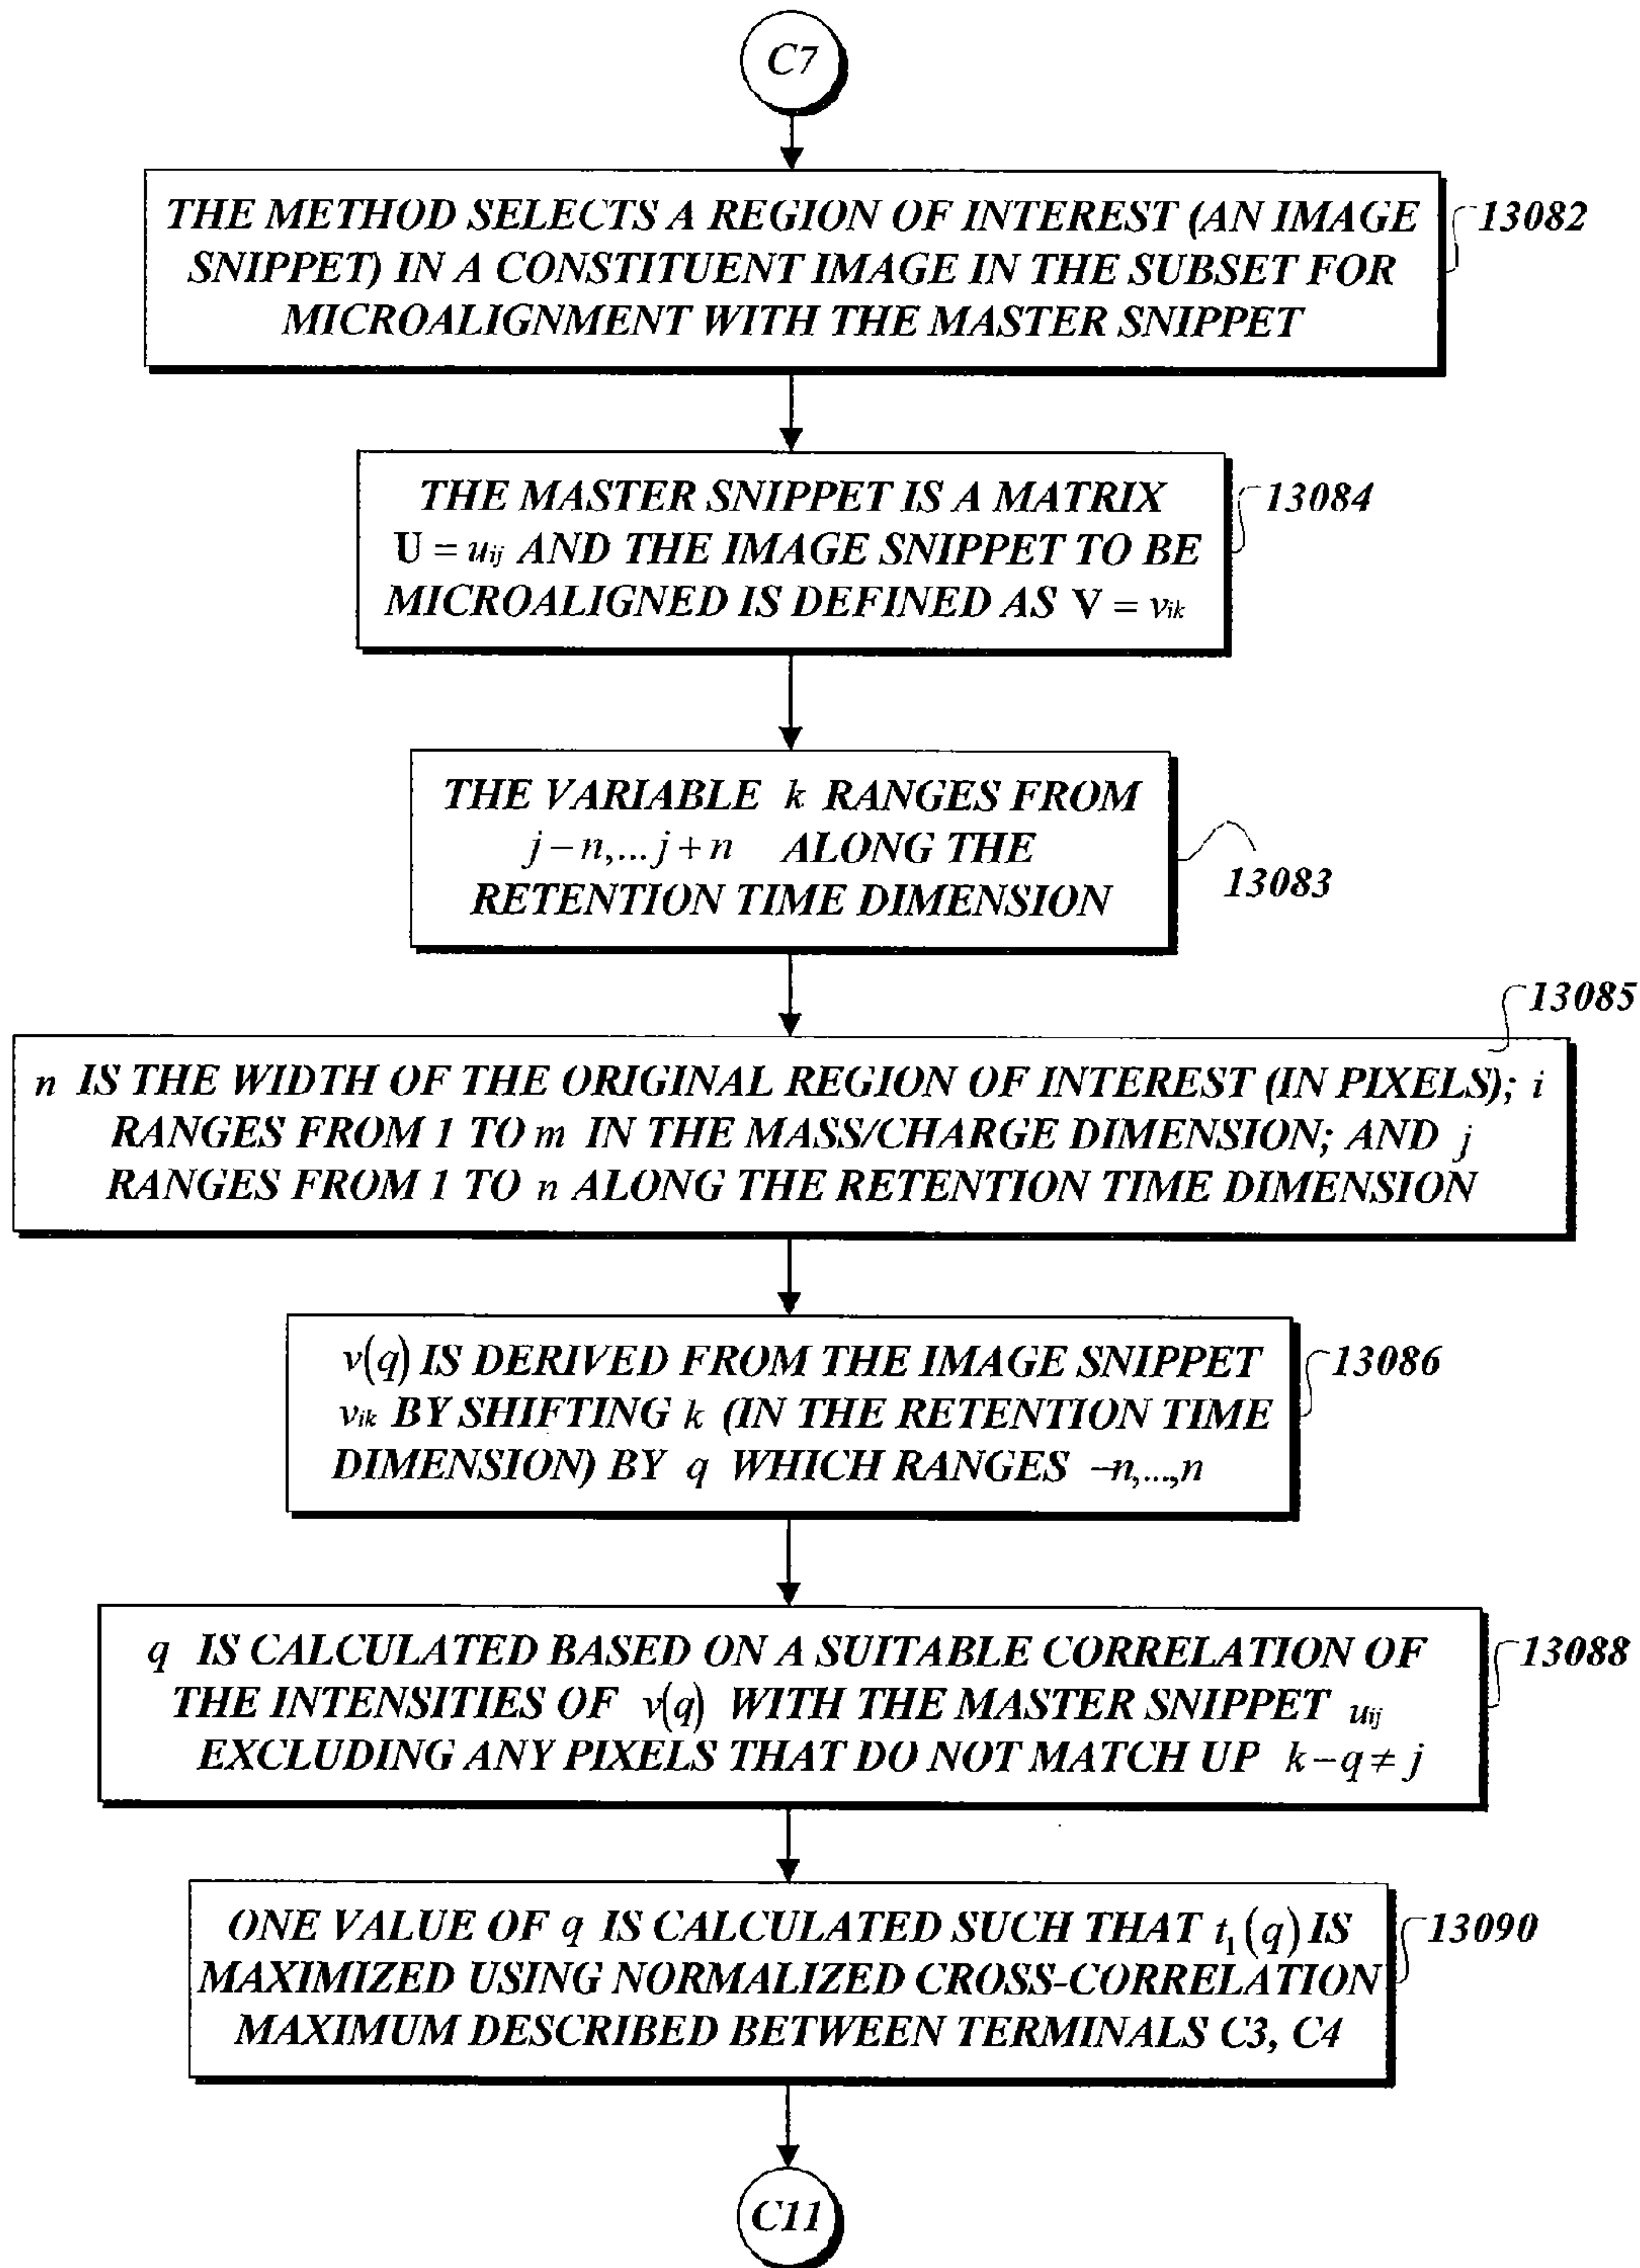 C7
THE METHOD SELECTS A REGION OF INTEREST (AN IMAGE
SNIPPET) IN A CONSTITUENT IMAGE IN THE SUBSET FOR
MICROALIGNMENT WITH THE MASTER SNIPPET
13082
THE MASTER SNIPPET IS A MATRIX
U = uij AND THE IMAGE SNIPPET TO BE
MICROALIGNED IS DEFINED AS V = vik
13084
THE VARIABLE k RANGES FROM
j−n,...j+n ALONG THE
RETENTION TIME DIMENSION
13083
13085
n IS THE WIDTH OF THE ORIGINAL REGION OF INTEREST (IN PIXELS); i
RANGES FROM 1 TO m IN THE MASS/CHARGE DIMENSION; AND j
RANGES FROM 1 TO n ALONG THE RETENTION TIME DIMENSION
v(q) IS DERIVED FROM THE IMAGE SNIPPET
vik BY SHIFTING k (IN THE RETENTION TIME
DIMENSION) BY q WHICH RANGES −n,...,n
13086
q IS CALCULATED BASED ON A SUITABLE CORRELATION OF
THE INTENSITIES OF v(q) WITH THE MASTER SNIPPET uij
EXCLUDING ANY PIXELS THAT DO NOT MATCH UP k−q≠j
13088
ONE VALUE OF q IS CALCULATED SUCH THAT t1(q) IS
MAXIMIZED USING NORMALIZED CROSS-CORRELATION
MAXIMUM DESCRIBED BETWEEN TERMINALS C3, C4
13090
C11